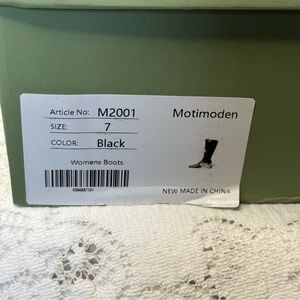 Article No: M2001 Motimoden
SIZE: 7
COLOR: Black
Womens Boots
NEW MADE IN CHINA